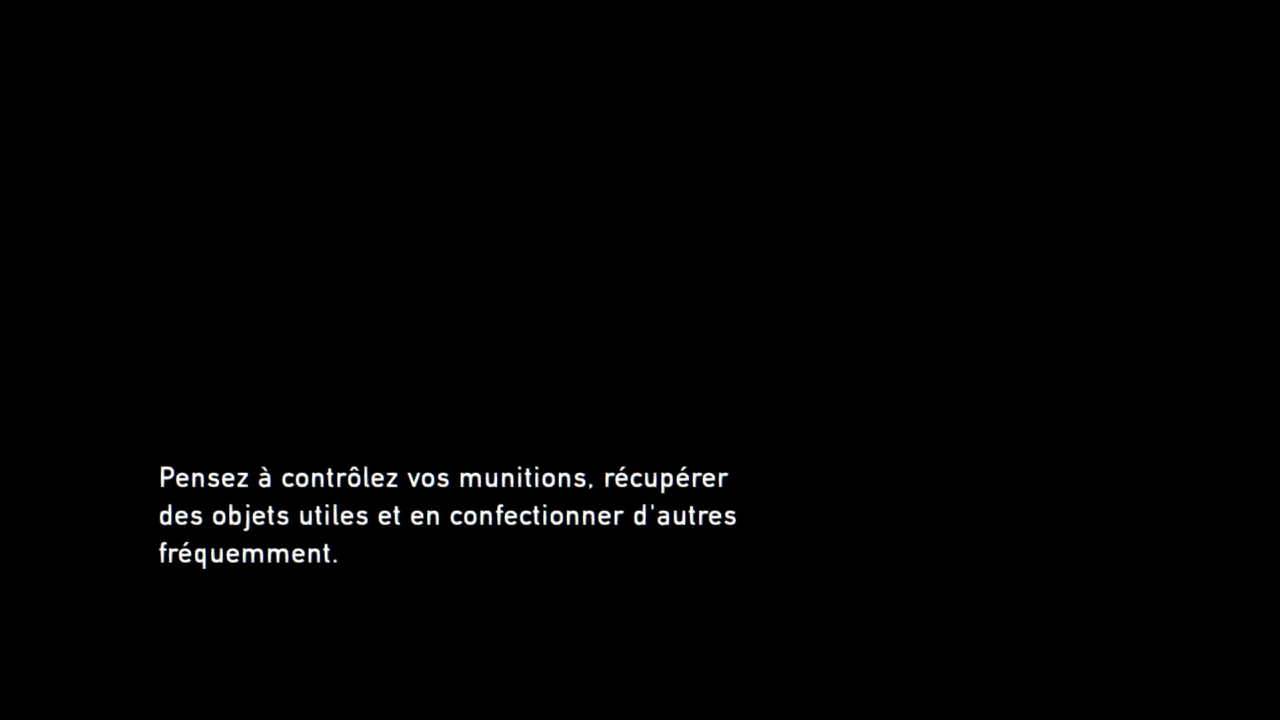 Pensez à contrôlez vos munitions, récupérer
des objets utiles et en confectionner d'autres
fréquemment.